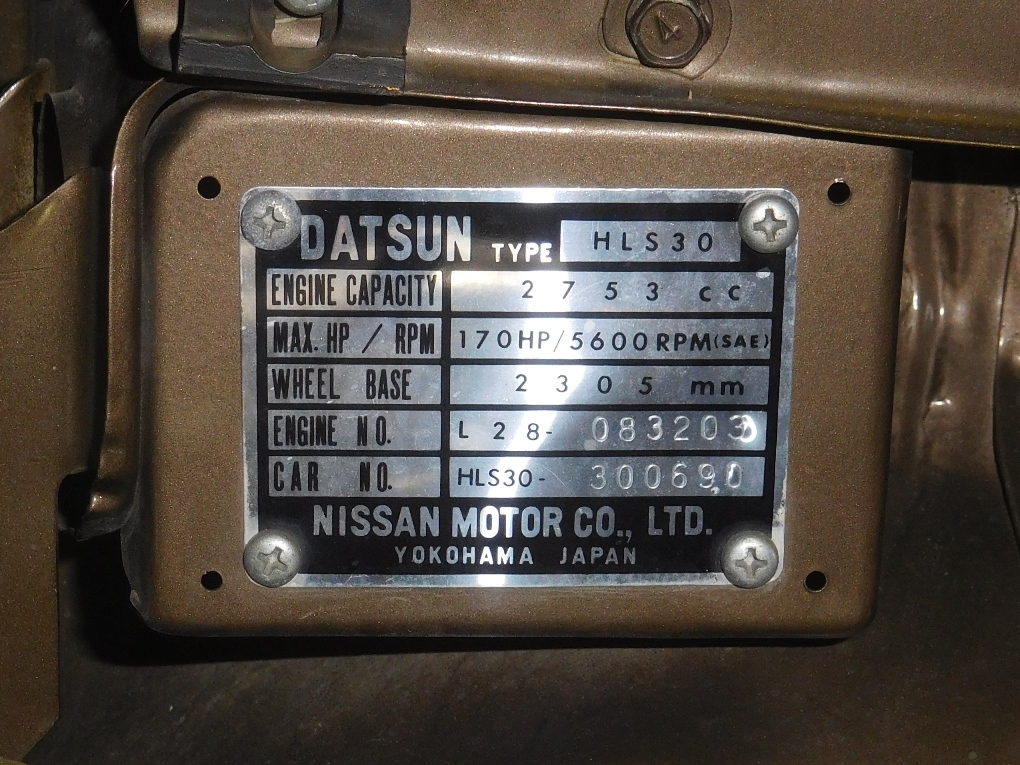 4
DATSUN TYPE HLS30
ENGINE CAPACITY 2753 cc
MAX. HP / RPM 170HP/5600RPM(SAE)
WHEEL BASE 2305 mm
ENGINE NO. L28-083203
CAR NO. HLS30-300690
NISSAN MOTOR CO., LTD.
YOKOHAMA JAPAN